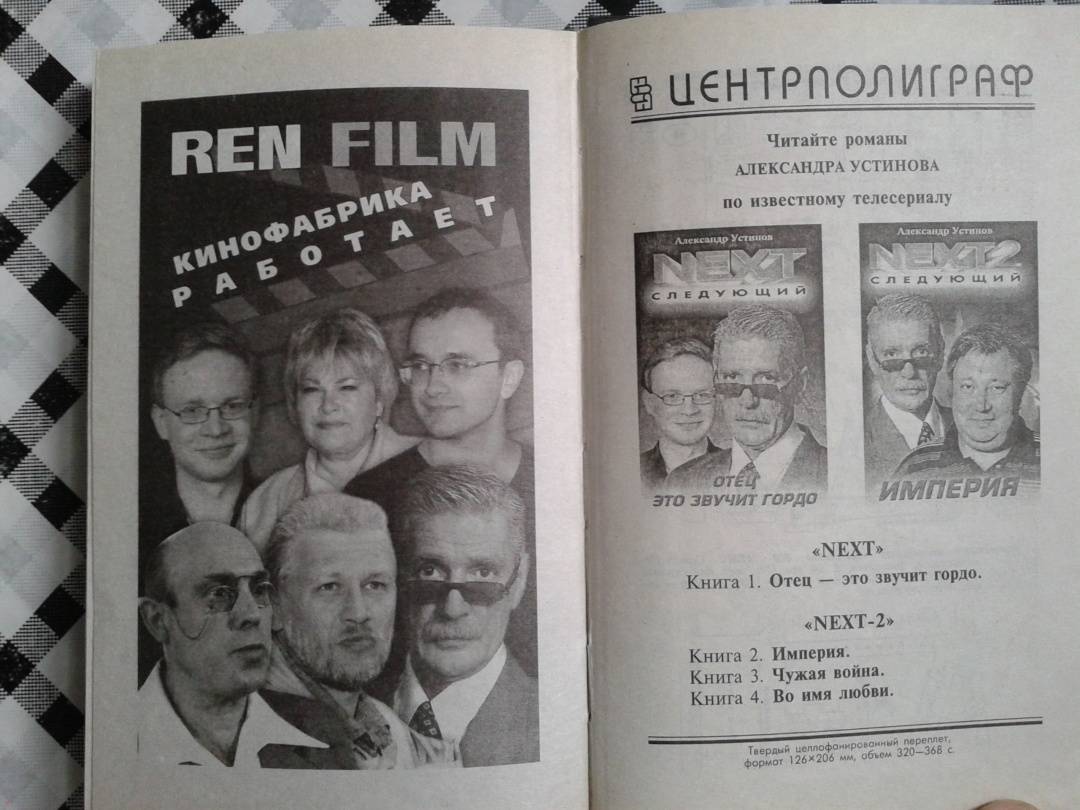 REN FILM
КИНОФАБРИКА
РАБОТАЕТ
ЦЕНТРПОЛИГРАФ
Читайте романы
АЛЕКСАНДРА УСТИНОВА
по известному телесериалу
Александр Устинов
NEXT
СЛЕДУЮЩИЙ
ОТЕЦ
ЭТО ЗВУЧИТ ГОРДО
Александр Устинов
NEXT2
СЛЕДУЮЩИЙ
ИМПЕРИЯ
«NEXT»
Книга 1. Отец — это звучит гордо.
«NEXT-2»
Книга 2. Империя.
Книга 3. Чужая война.
Книга 4. Во имя любви.
Твердый целлофанированный переплет,
формат 126×206 мм, объем 320—368 с.